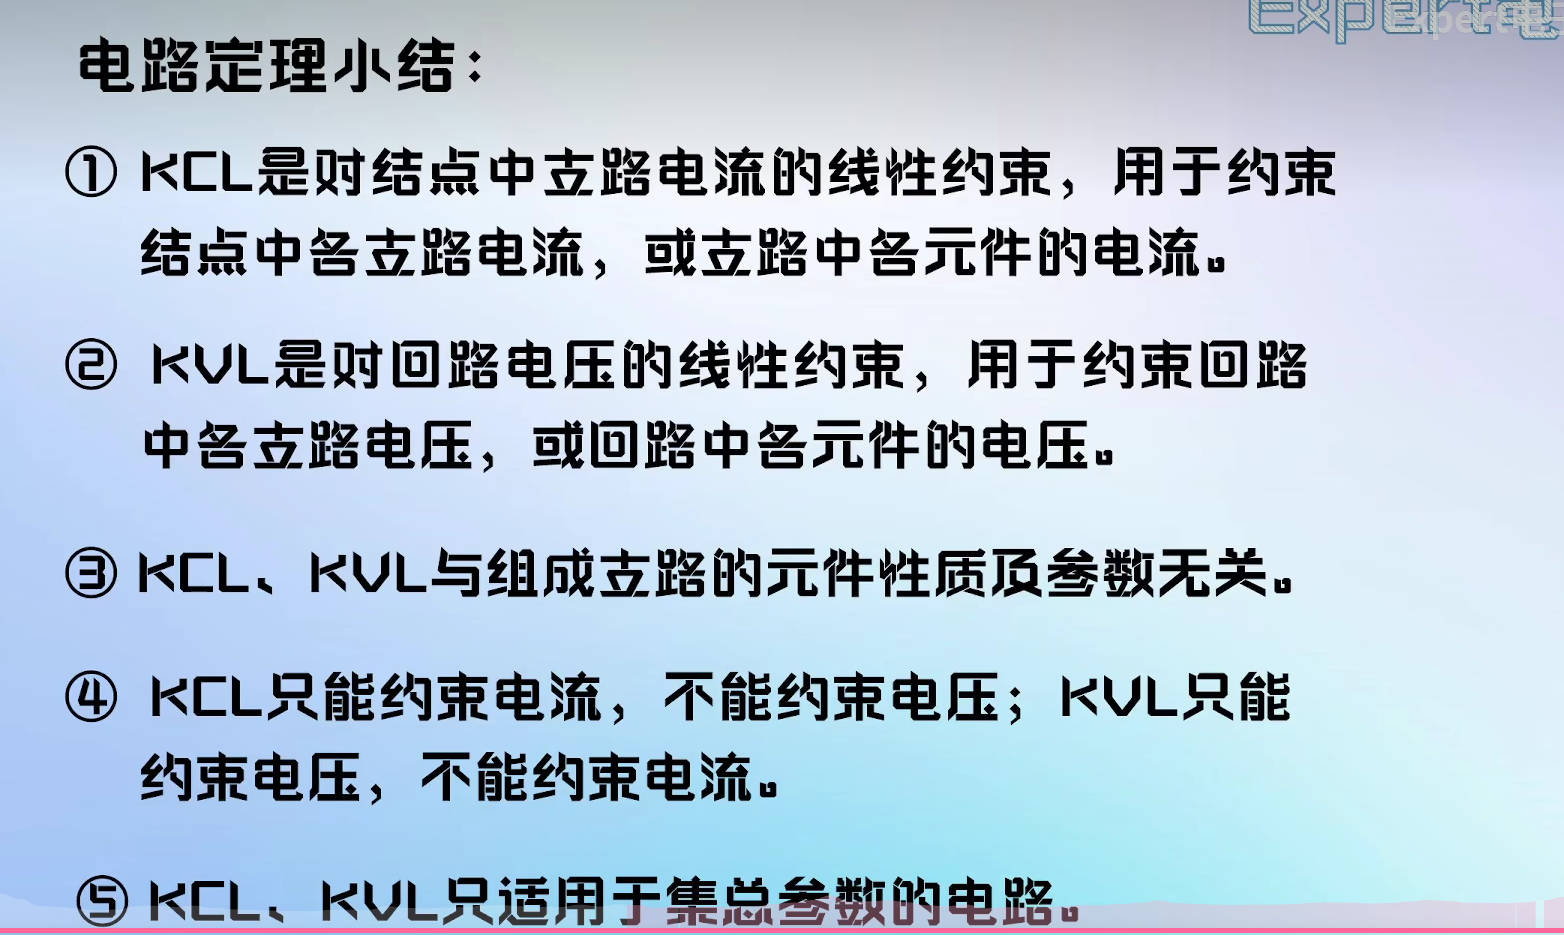 Expert电
Expert电子
电路定理小结：
① KCL是对结点中支路电流的线性约束，用于约束
结点中各支路电流，或支路中各元件的电流。
② KVL是对回路电压的线性约束，用于约束回路
中各支路电压，或回路中各元件的电压。
③ KCL、KVL与组成支路的元件性质及参数无关。
④ KCL只能约束电流，不能约束电压；KVL只能
约束电压，不能约束电流。
⑤ KCL、KVL只适用于集总参数的电路。